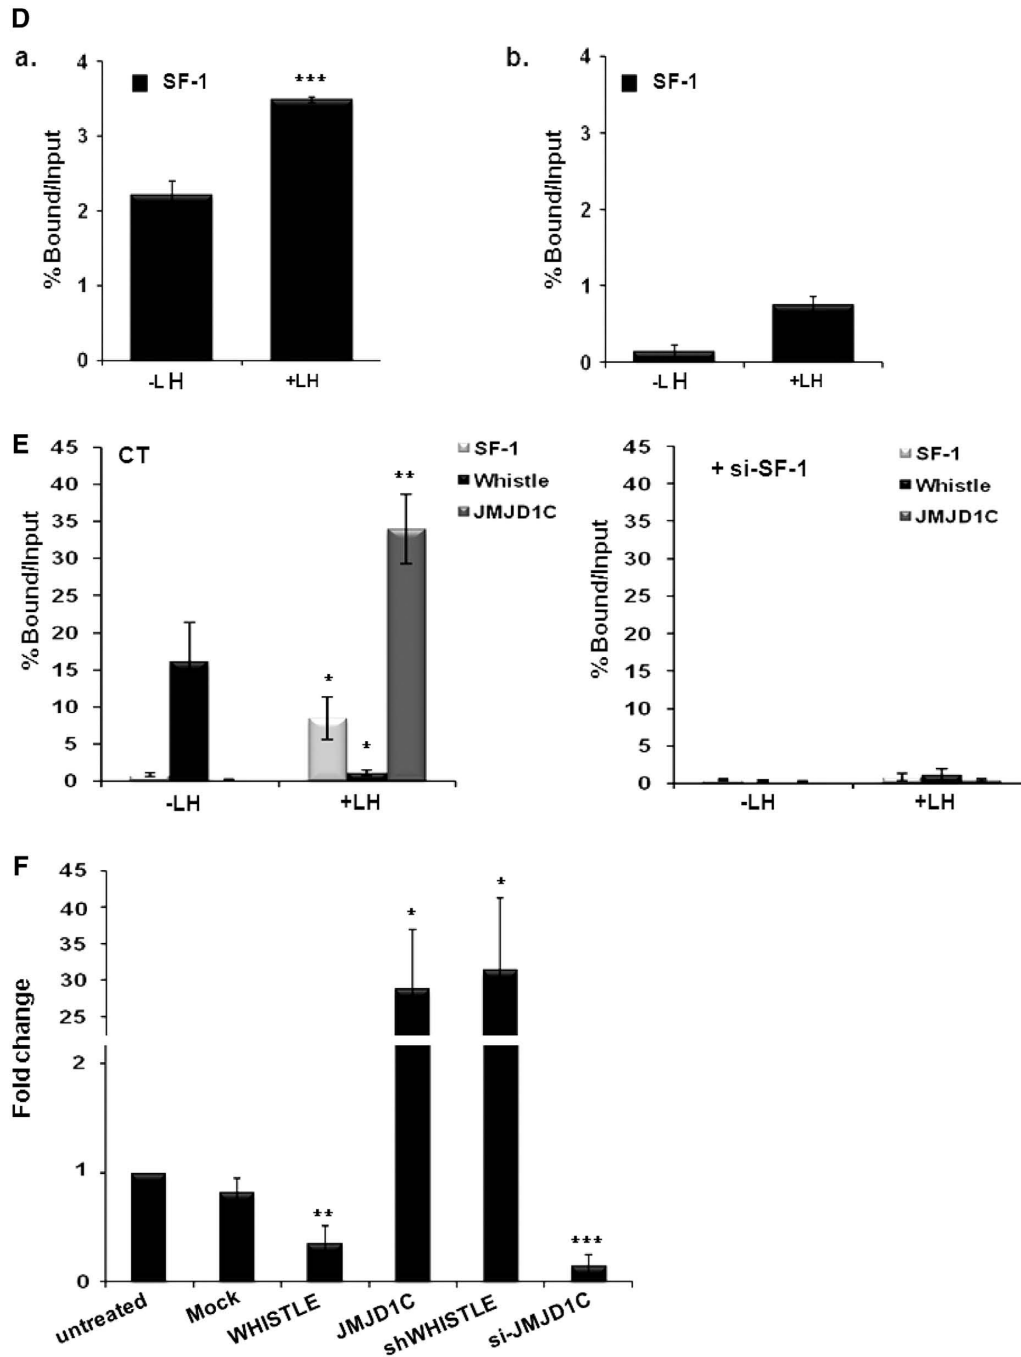 D
a.
b.
SF-1
***
SF-1
% Bound/Input
4
3
2
1
0
-LH
+LH
% Bound/Input
4
3
2
1
0
-LH
+LH
E
CT
SF-1
Whistle
JMJD1C
**
*
*
% Bound/Input
45
40
35
30
25
20
15
10
5
0
-LH
+LH
+ si-SF-1
SF-1
Whistle
JMJD1C
% Bound/Input
45
40
35
30
25
20
15
10
5
0
-LH
+LH
F
Fold change
45
40
35
30
25
2
1
0
**
*
*
***
untreated
Mock
WHISTLE
JMJD1C
shWHISTLE
si-JMJD1C